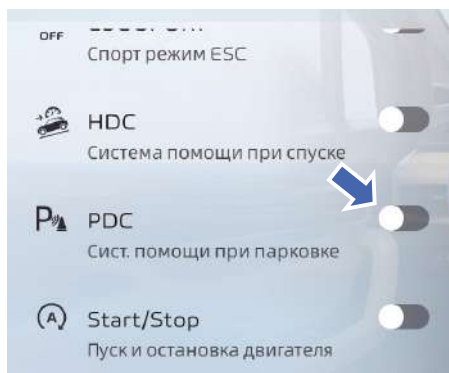 OFF
Спорт режим ESC
HDC
Система помощи при спуске
P
PDC
Сист. помощи при парковке
A
Start/Stop
Пуск и остановка двигателя